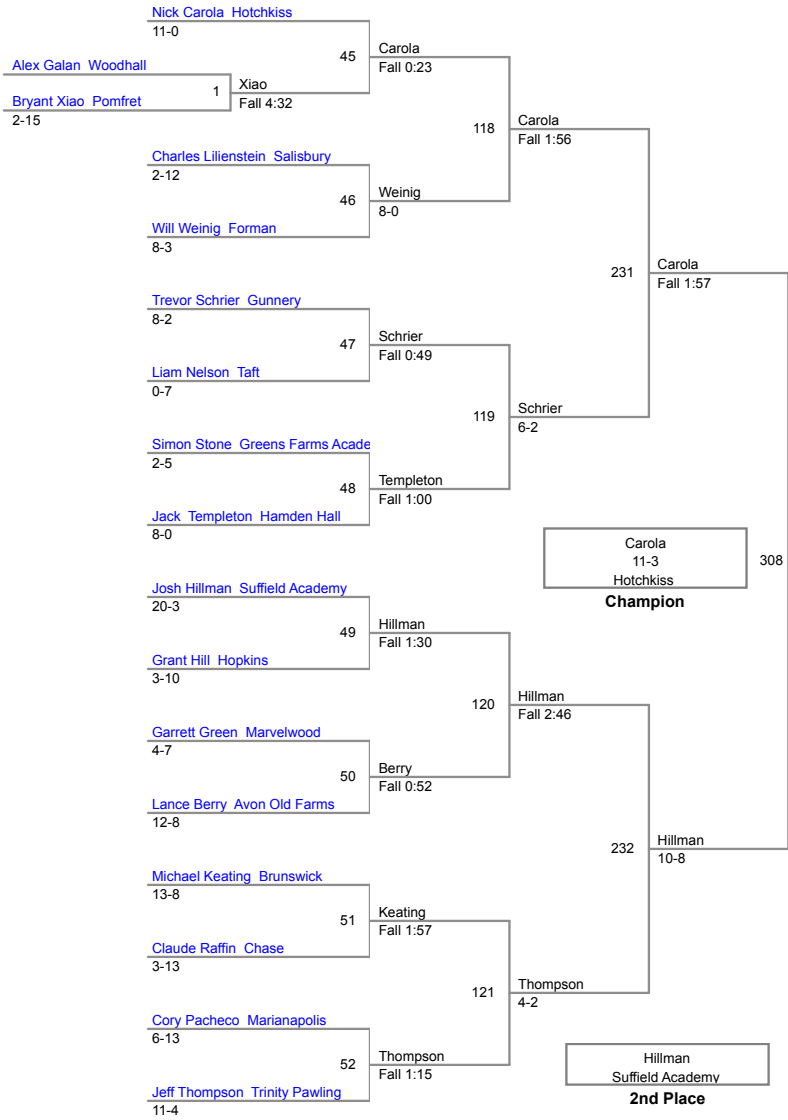 Nick Carola  Hotchkiss
11-0
45
Carola
Fall 0:23
Alex Galan  Woodhall
1
Xiao
Fall 4:32
Bryant Xiao  Pomfret
2-15
118
Carola
Fall 1:56
Charles Lilienstein  Salisbury
2-12
46
Weinig
8-0
Will Weinig  Forman
8-3
231
Carola
Fall 1:57
Trevor Schrier  Gunnery
8-2
47
Schrier
Fall 0:49
Liam Nelson  Taft
0-7
119
Schrier
6-2
Simon Stone  Greens Farms Acade
2-5
48
Templeton
Fall 1:00
Jack  Templeton  Hamden Hall
8-0
Carola
11-3
Hotchkiss
308
Champion
Josh Hillman  Suffield Academy
20-3
49
Hillman
Fall 1:30
Grant Hill  Hopkins
3-10
120
Hillman
Fall 2:46
Garrett Green  Marvelwood
4-7
50
Berry
Fall 0:52
Lance Berry  Avon Old Farms
12-8
232
Hillman
10-8
Michael Keating  Brunswick
13-8
51
Keating
Fall 1:57
Claude Raffin  Chase
3-13
121
Thompson
4-2
Cory Pacheco  Marianapolis
6-13
52
Thompson
Fall 1:15
Jeff Thompson  Trinity Pawling
11-4
Hillman
Suffield Academy
2nd Place